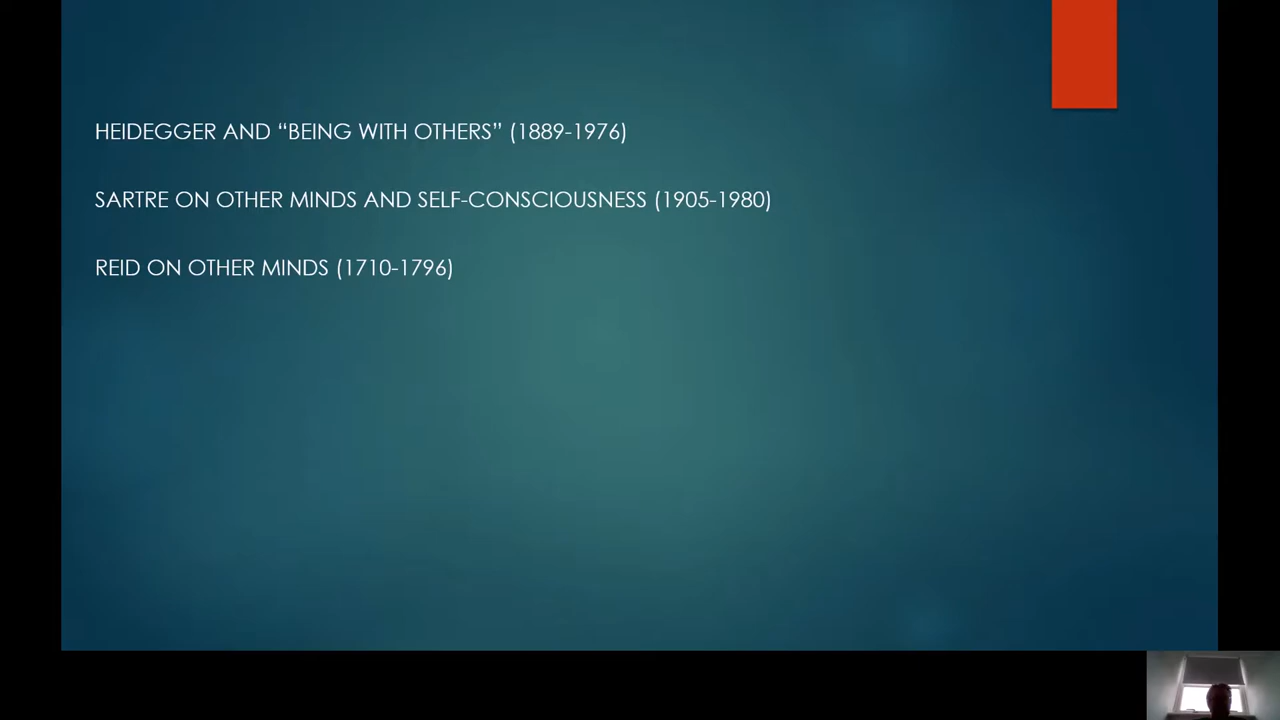 HEIDEGGER AND “BEING WITH OTHERS” (1889-1976)
SARTRE ON OTHER MINDS AND SELF-CONSCIOUSNESS (1905-1980)
REID ON OTHER MINDS (1710-1796)